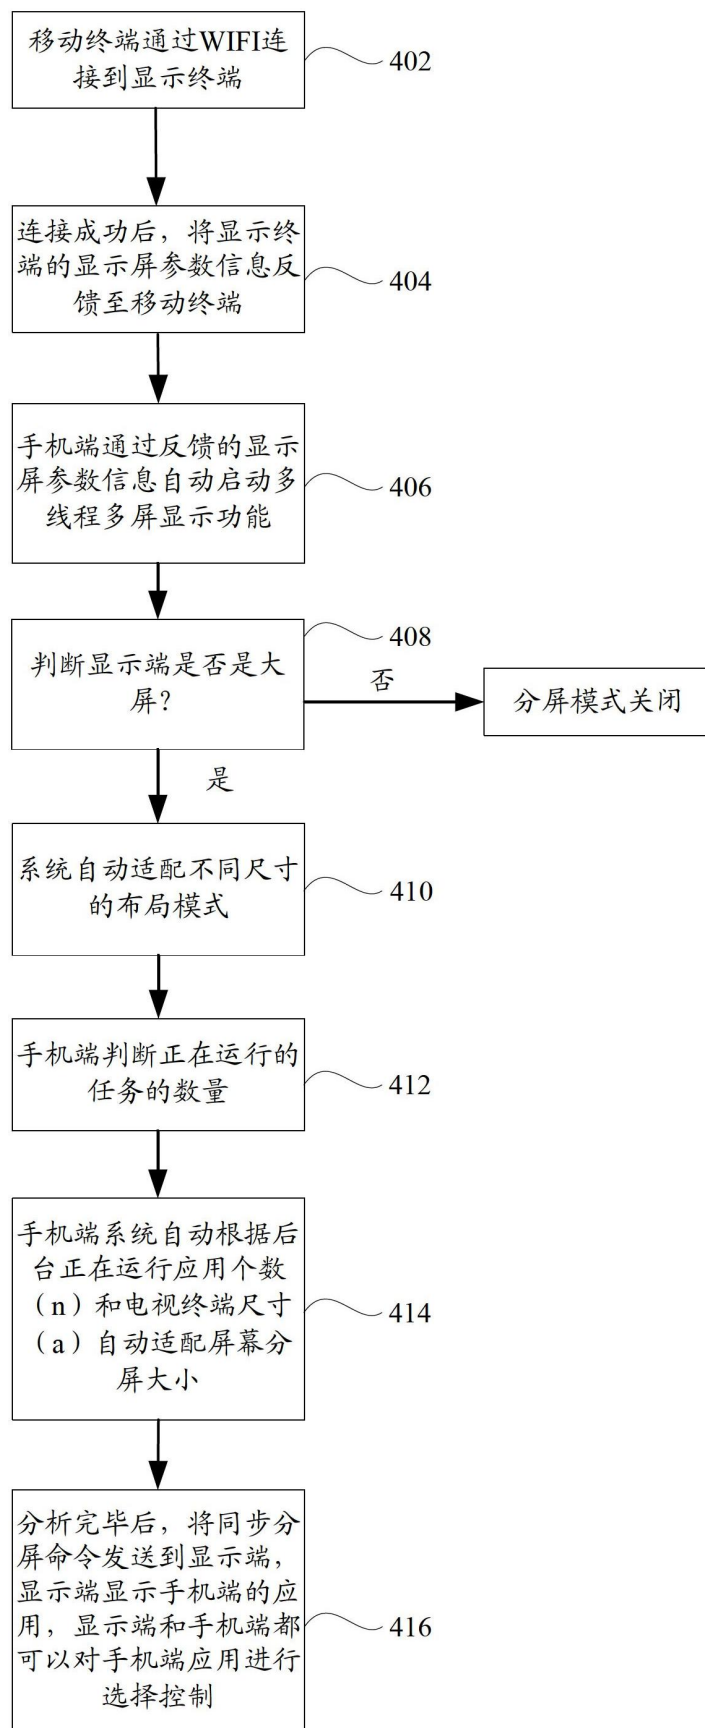 移动终端通过WIFI连
接到显示终端
402
连接成功后，将显示终
端的显示屏参数信息反
馈至移动终端
404
手机端通过反馈的显示
屏参数信息自动启动多
线程多屏显示功能
406
判断显示端是否是大
屏？
408
否
分屏模式关闭
是
系统自动适配不同尺寸
的布局模式
410
手机端判断正在运行的
任务的数量
412
手机端系统自动根据后
台正在运行应用个数
（n）和电视终端尺寸
（a）自动适配屏幕分
屏大小
414
分析完毕后，将同步分
屏命令发送到显示端，
显示端显示手机端的应
用，显示端和手机端都
可以对手机端应用进行
选择控制
416